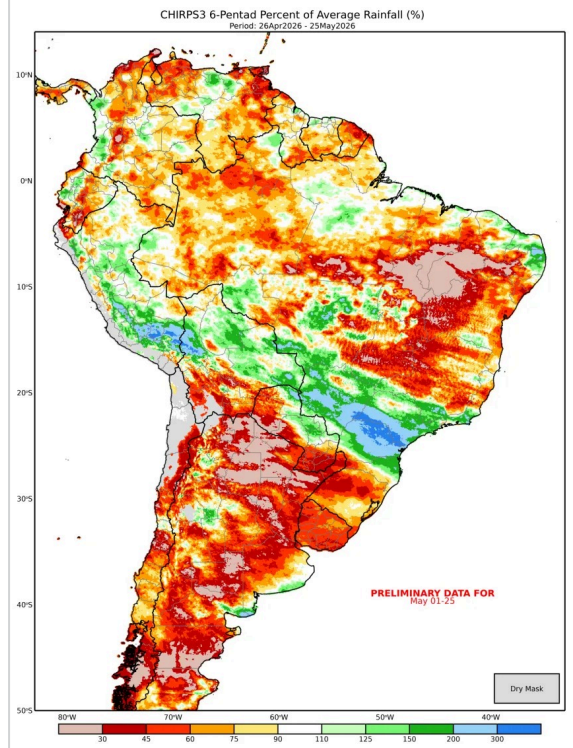 CHIRPS3 6-Pentad Percent of Average Rainfall (%)
Period: 26Apr2026 - 25May2026
10°N
0°N
10°S
20°S
30°S
40°S
50°S
PRELIMINARY DATA FOR
May 01-25
Dry Mask
80°W 70°W 60°W 50°W 40°W
30 45 60 75 90 110 125 150 200 300